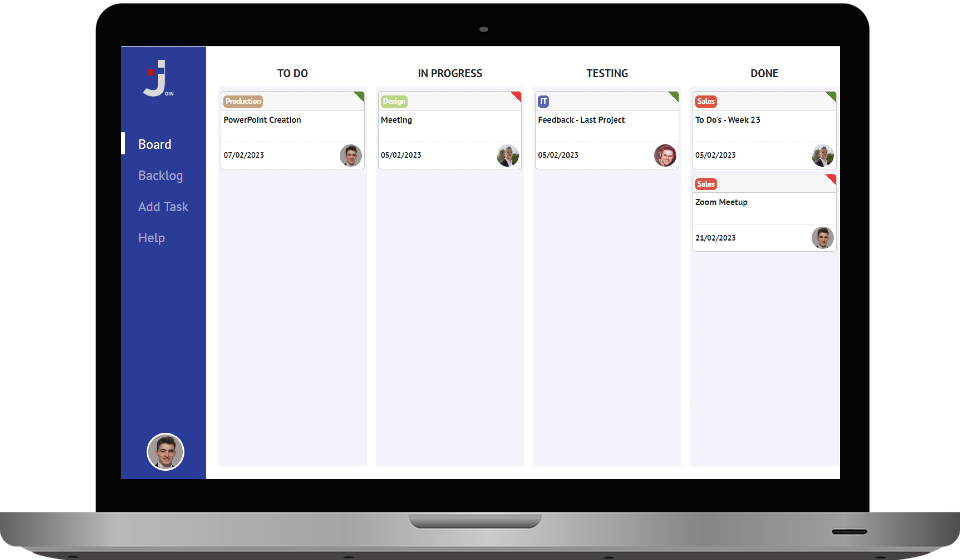 J
OIN
Board
Backlog
Add Task
Help
TO DO
Production
PowerPoint Creation
07/02/2023
IN PROGRESS
Design
Meeting
05/02/2023
TESTING
IT
Feedback - Last Project
05/02/2023
DONE
Sales
To Do's - Week 23
05/02/2023
Sales
Zoom Meetup
21/02/2023